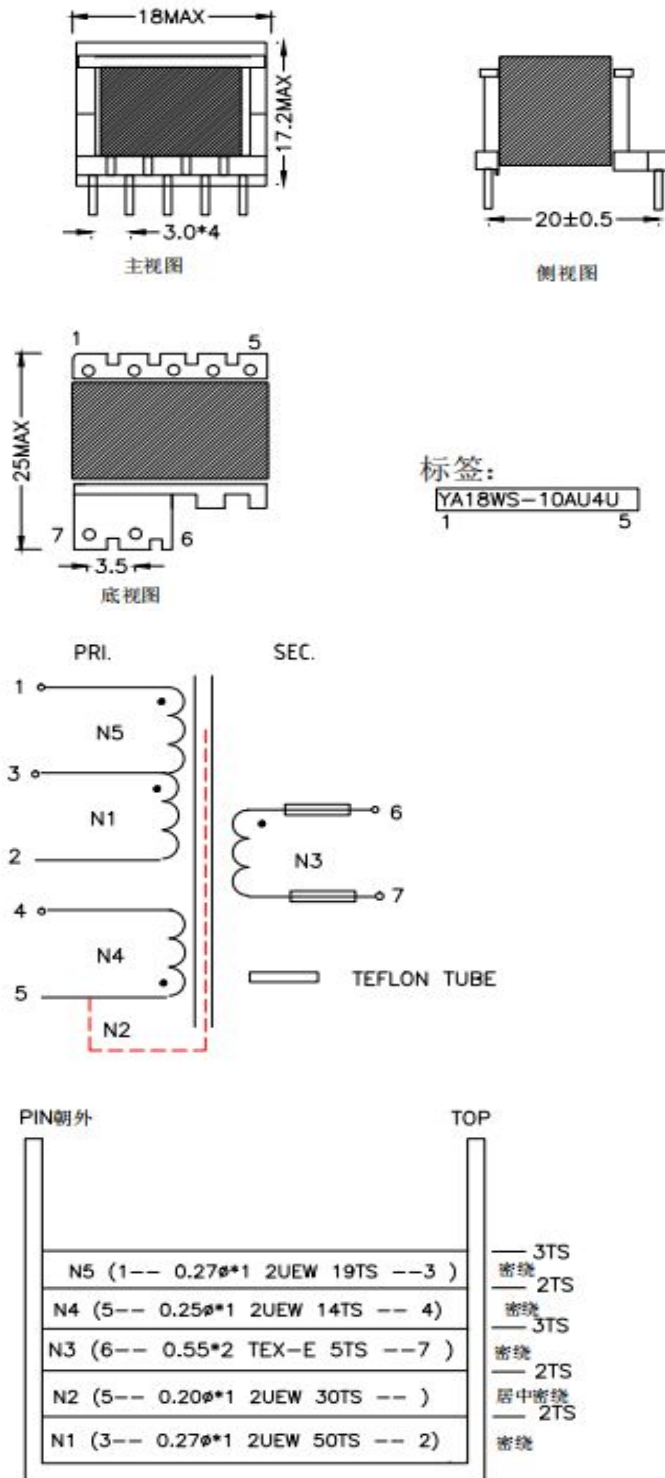 18MAX
17.2MAX
3.0*4
主视图
20±0.5
侧视图
1
5
25MAX
7
6
3.5
底视图
标签：
YA18WS-10AU4U
1
5
PRI.
SEC.
1
N5
3
N1
2
4
N4
5
N2
6
N3
7
TEFLON TUBE
PIN朝外
TOP
3TS
N5 (1-- 0.27ø*1 2UEW 19TS --3 )
密绕
2TS
N4 (5-- 0.25ø*1 2UEW 14TS -- 4)
密绕
3TS
N3 (6-- 0.55*2 TEX-E 5TS --7 )
密绕
2TS
N2 (5-- 0.20ø*1 2UEW 30TS -- )
居中密绕
2TS
N1 (3-- 0.27ø*1 2UEW 50TS -- 2)
密绕